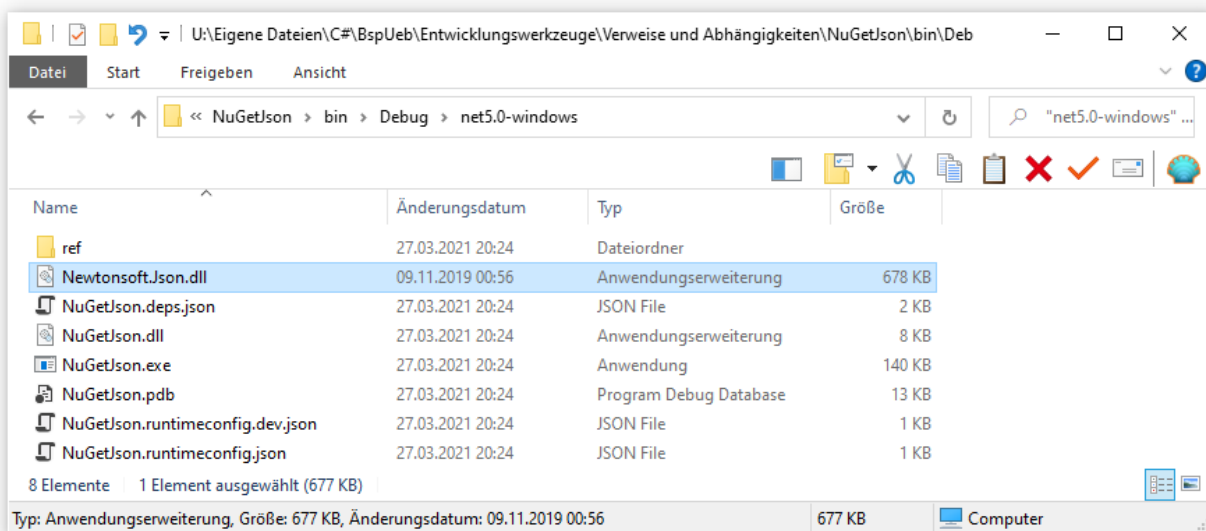 U:\Eigene Dateien\C#\BspUeb\Entwicklungswerkzeuge\Verweise und Abhängigkeiten\NuGetJson\bin\Deb
Datei Start Freigeben Ansicht
« NuGetJson › bin › Debug › net5.0-windows "net5.0-windows" ...
Name Änderungsdatum Typ Größe
ref 27.03.2021 20:24 Dateiordner
Newtonsoft.Json.dll 09.11.2019 00:56 Anwendungserweiterung 678 KB
NuGetJson.deps.json 27.03.2021 20:24 JSON File 2 KB
NuGetJson.dll 27.03.2021 20:24 Anwendungserweiterung 8 KB
NuGetJson.exe 27.03.2021 20:24 Anwendung 140 KB
NuGetJson.pdb 27.03.2021 20:24 Program Debug Database 13 KB
NuGetJson.runtimeconfig.dev.json 27.03.2021 20:24 JSON File 1 KB
NuGetJson.runtimeconfig.json 27.03.2021 20:24 JSON File 1 KB
8 Elemente 1 Element ausgewählt (677 KB)
Typ: Anwendungserweiterung, Größe: 677 KB, Änderungsdatum: 09.11.2019 00:56 677 KB Computer